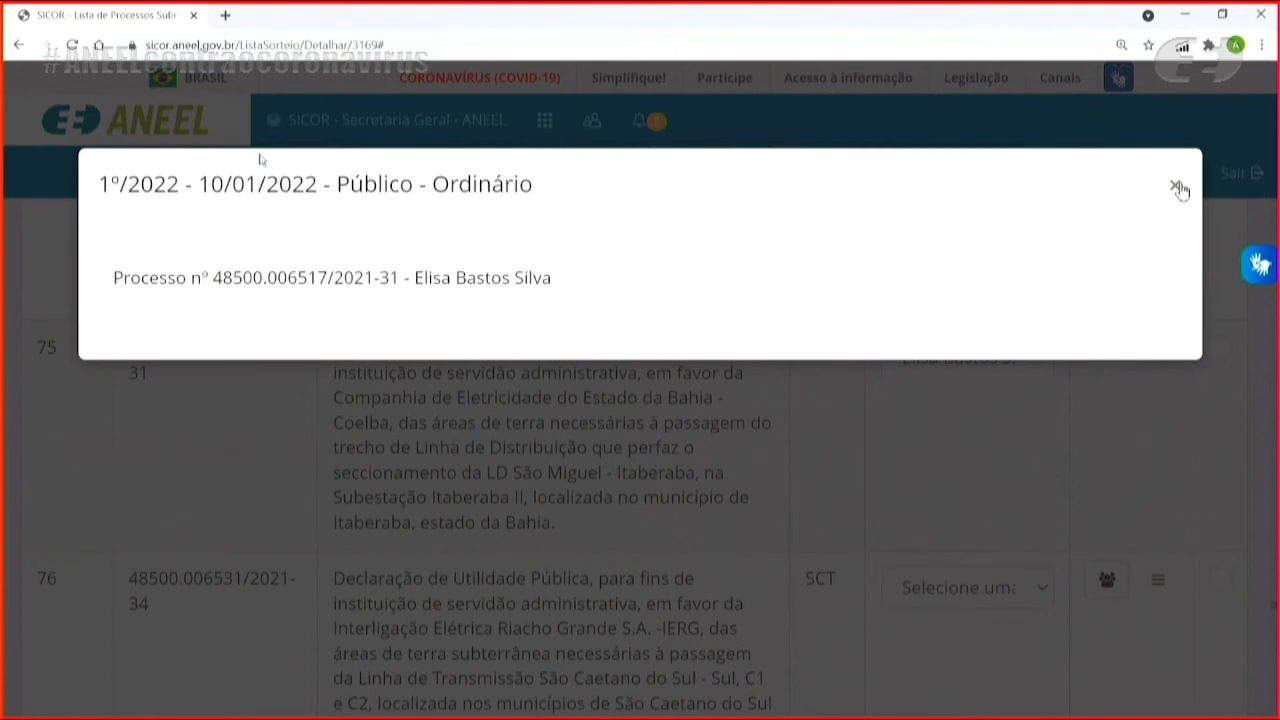 SICOR - Lista de Processos Subm
sicor.aneel.gov.br/ListaSorteio/Detalhar/3169#
A
#ANEELcontraocoronavirus
BRASIL
CORONAVÍRUS (COVID-19)
Simplifique!
Participe
Acesso à informação
Legislação
Canais
ANEEL
SICOR - Secretaria Geral - ANEEL
Sair
1º/2022 - 10/01/2022 - Público - Ordinário
Processo nº 48500.006517/2021-31 - Elisa Bastos Silva
75
31
instituição de servidão administrativa, em favor da
Companhia de Eletricidade do Estado da Bahia -
Coelba, das áreas de terra necessárias à passagem do
trecho de Linha de Distribuição que perfaz o
seccionamento da LD São Miguel - Itaberaba, na
Subestação Itaberaba II, localizada no município de
Itaberaba, estado da Bahia.
76
48500.006531/2021-
34
Declaração de Utilidade Pública, para fins de
instituição de servidão administrativa, em favor da
Interligação Elétrica Riacho Grande S.A. -IERG, das
áreas de terra subterrânea necessárias à passagem
da Linha de Transmissão São Caetano do Sul - Sul, C1
e C2, localizada nos municípios de São Caetano do Sul
SCT
Selecione uma